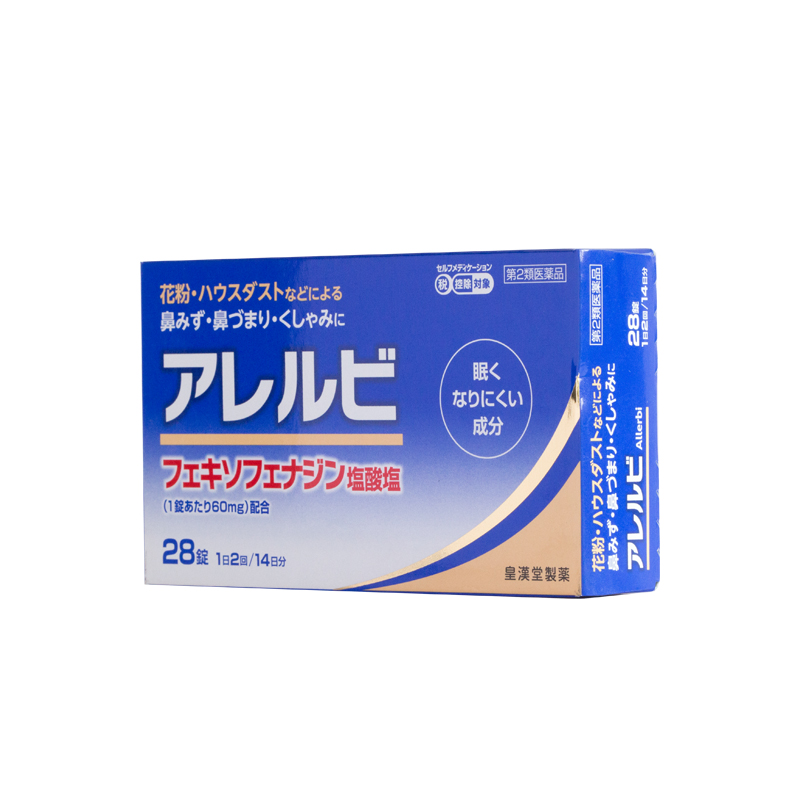 花粉・ハウスダストなどによる
鼻みず・鼻づまり・くしゃみに
アレルビ
フェキソフェナジン塩酸塩
(1錠あたり60mg)配合
28錠 1日2回/14日分
セルフメディケーション
税 控除 対象
第2類医薬品
眠く
なりにくい
成分
皇漢堂製薬
第2類医薬品
28錠
1日2回/14日分
花粉・ハウスダストなどによる
鼻みず・鼻づまり・くしゃみに
アレルビ
Allerbi